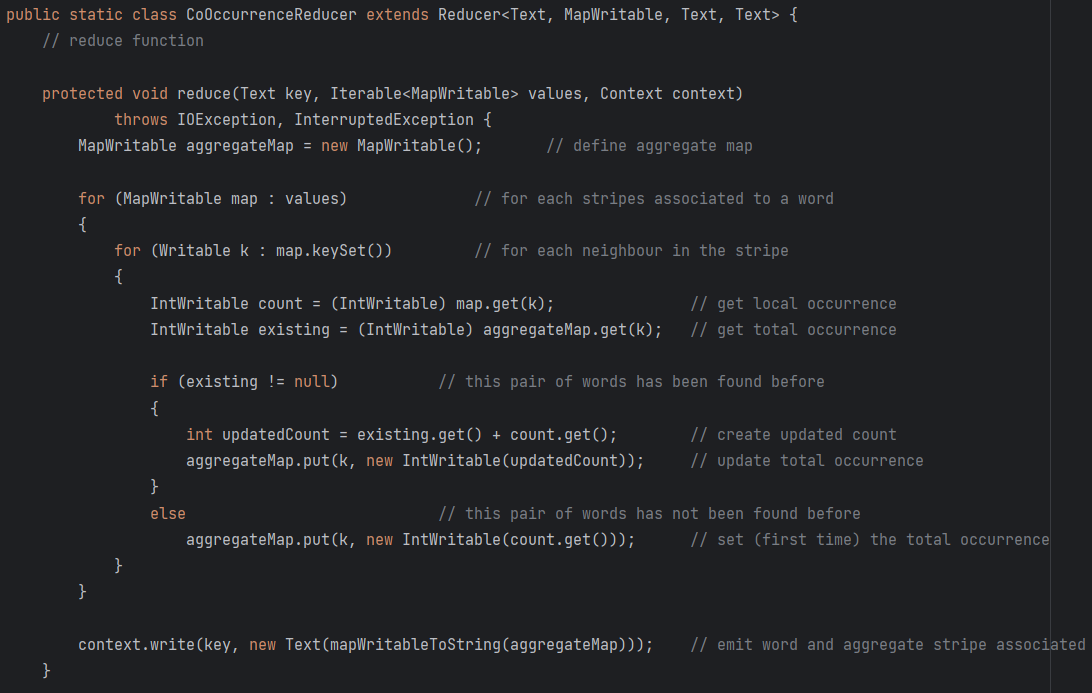 public static class CoOccurrenceReducer extends Reducer<Text, MapWritable, Text, Text> {
    // reduce function

    protected void reduce(Text key, Iterable<MapWritable> values, Context context)
            throws IOException, InterruptedException {
        MapWritable aggregateMap = new MapWritable();       // define aggregate map

        for (MapWritable map : values)              // for each stripes associated to a word
        {
            for (Writable k : map.keySet())         // for each neighbour in the stripe
            {
                IntWritable count = (IntWritable) map.get(k);               // get local occurrence
                IntWritable existing = (IntWritable) aggregateMap.get(k);   // get total occurrence

                if (existing != null)           // this pair of words has been found before
                {
                    int updatedCount = existing.get() + count.get();        // create updated count
                    aggregateMap.put(k, new IntWritable(updatedCount));     // update total occurrence
                }
                else                            // this pair of words has not been found before
                    aggregateMap.put(k, new IntWritable(count.get()));      // set (first time) the total occurrence
            }
        }

        context.write(key, new Text(mapWritableToString(aggregateMap)));    // emit word and aggregate stripe associated
    }